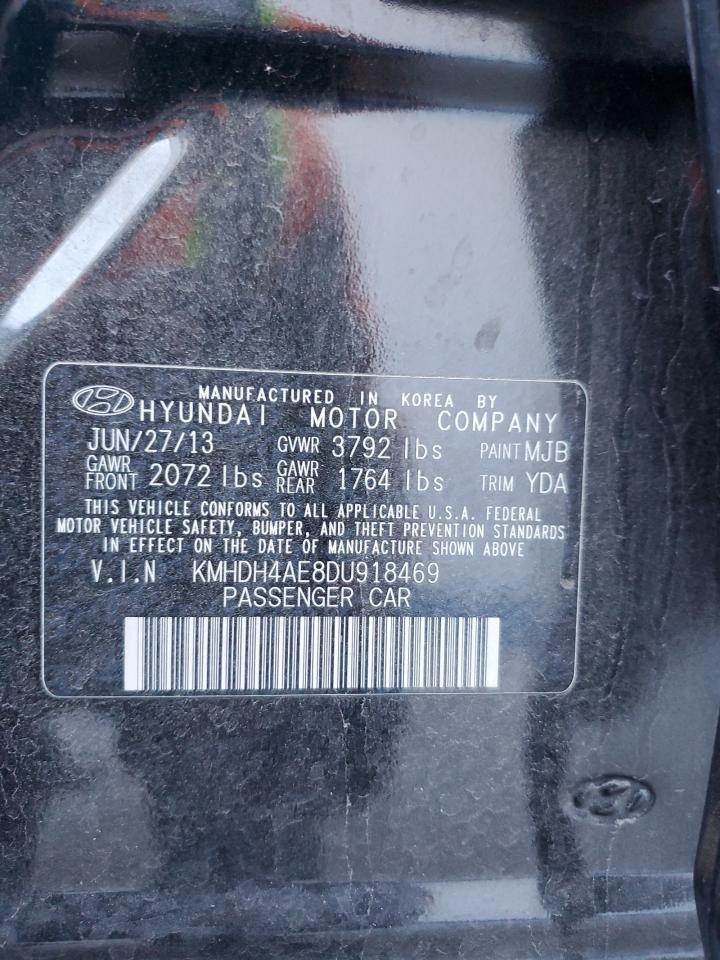 MANUFACTURED IN KOREA BY
HYUNDAI MOTOR COMPANY
JUN/27/13 GVWR 3792 lbs PAINT MJB
GAWR FRONT 2072 lbs GAWR REAR 1764 lbs TRIM YDA
THIS VEHICLE CONFORMS TO ALL APPLICABLE U.S.A. FEDERAL
MOTOR VEHICLE SAFETY, BUMPER, AND THEFT PREVENTION STANDARDS
IN EFFECT ON THE DATE OF MANUFACTURE SHOWN ABOVE
V.I.N KMHDH4AE8DU918469
PASSENGER CAR